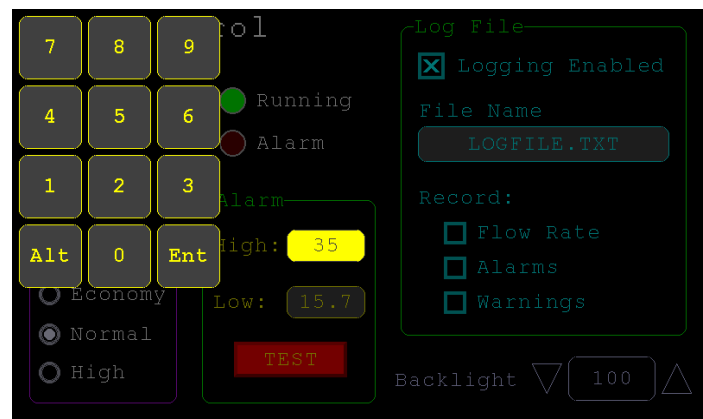 7 8 9
4 5 6
1 2 3
Alt 0 Ent
Running
Alarm
Alarm
High: 35
Low: 15.7
TEST
Economy
Normal
High
Log File
Logging Enabled
File Name
LOGFILE.TXT
Record:
Flow Rate
Alarms
Warnings
Backlight 100